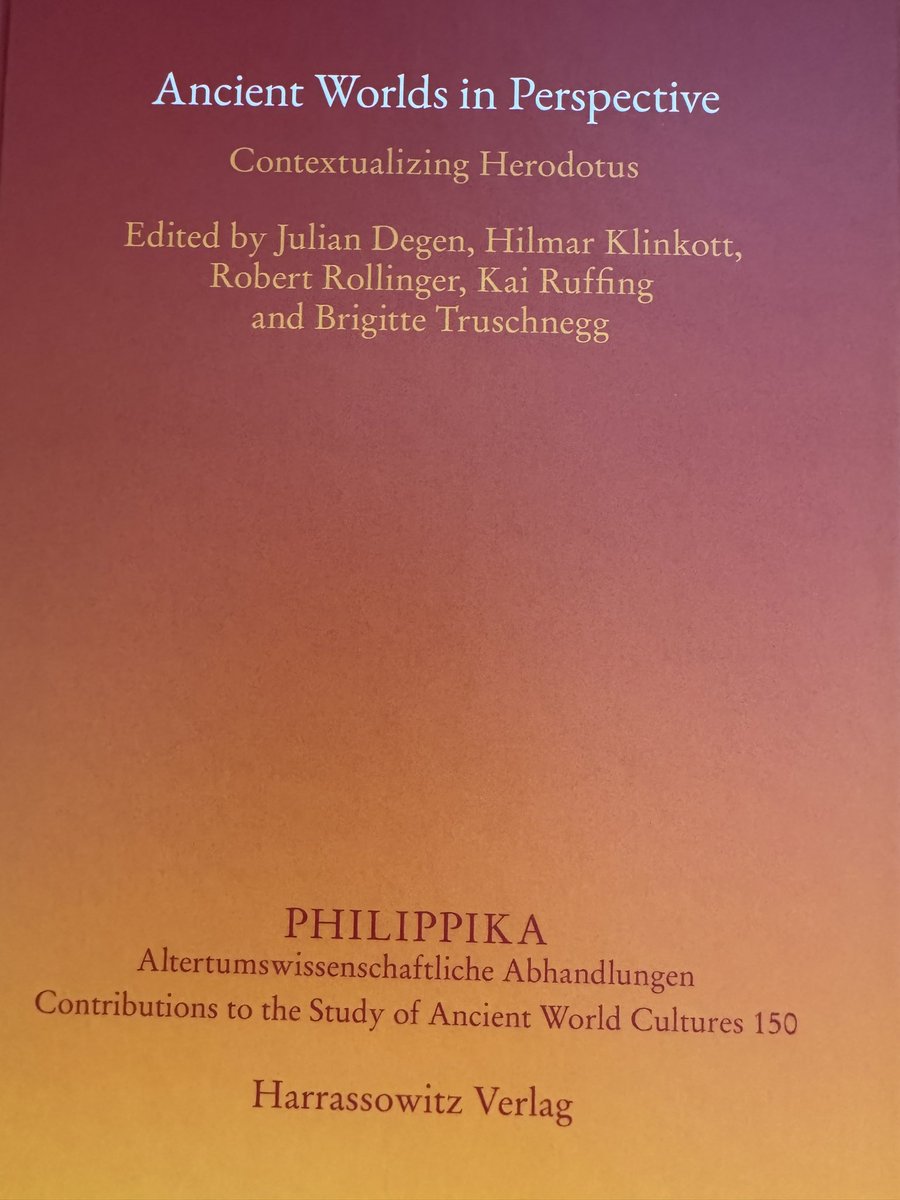 Ancient Worlds in Perspective
Contextualizing Herodotus
Edited by Julian Degen, Hilmar Klinkott,
Robert Rollinger, Kai Ruffing
and Brigitte Truschnegg
PHILIPPIKA
Altertumswissenschaftliche Abhandlungen
Contributions to the Study of Ancient World Cultures 150
Harrassowitz Verlag